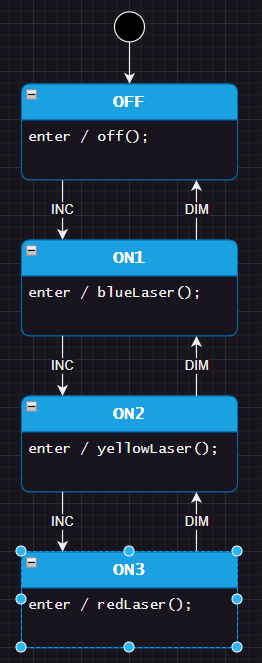 OFF
enter / off();
INC
DIM
ON1
enter / blueLaser();
INC
DIM
ON2
enter / yellowLaser();
INC
DIM
ON3
enter / redLaser();